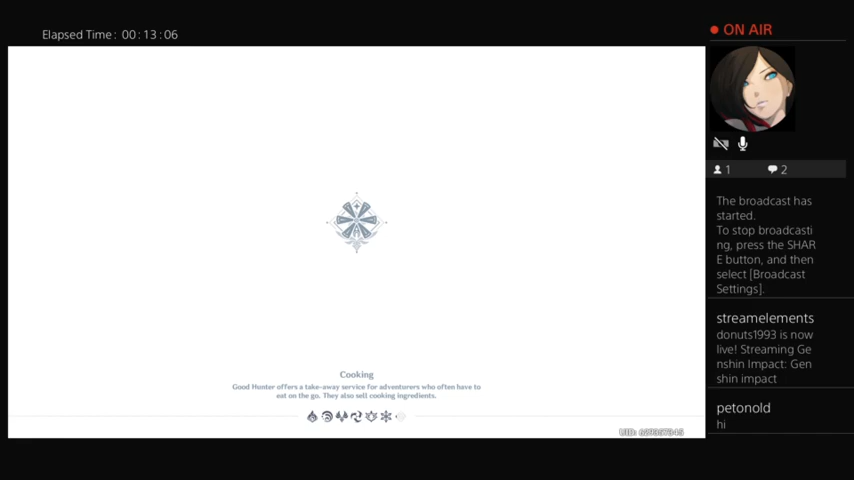 Elapsed Time: 00:13:06
ON AIR
1
2
The broadcast has
started.
To stop broadcasti
ng, press the SHAR
E button, and then
select [Broadcast
Settings].
streamelements
donuts1993 is now
live! Streaming Ge
nshin Impact: Gen
shin impact
petonold
hi
Cooking
Good Hunter offers a take-away service for adventurers who often have to
eat on the go. They also sell cooking ingredients.
UID: